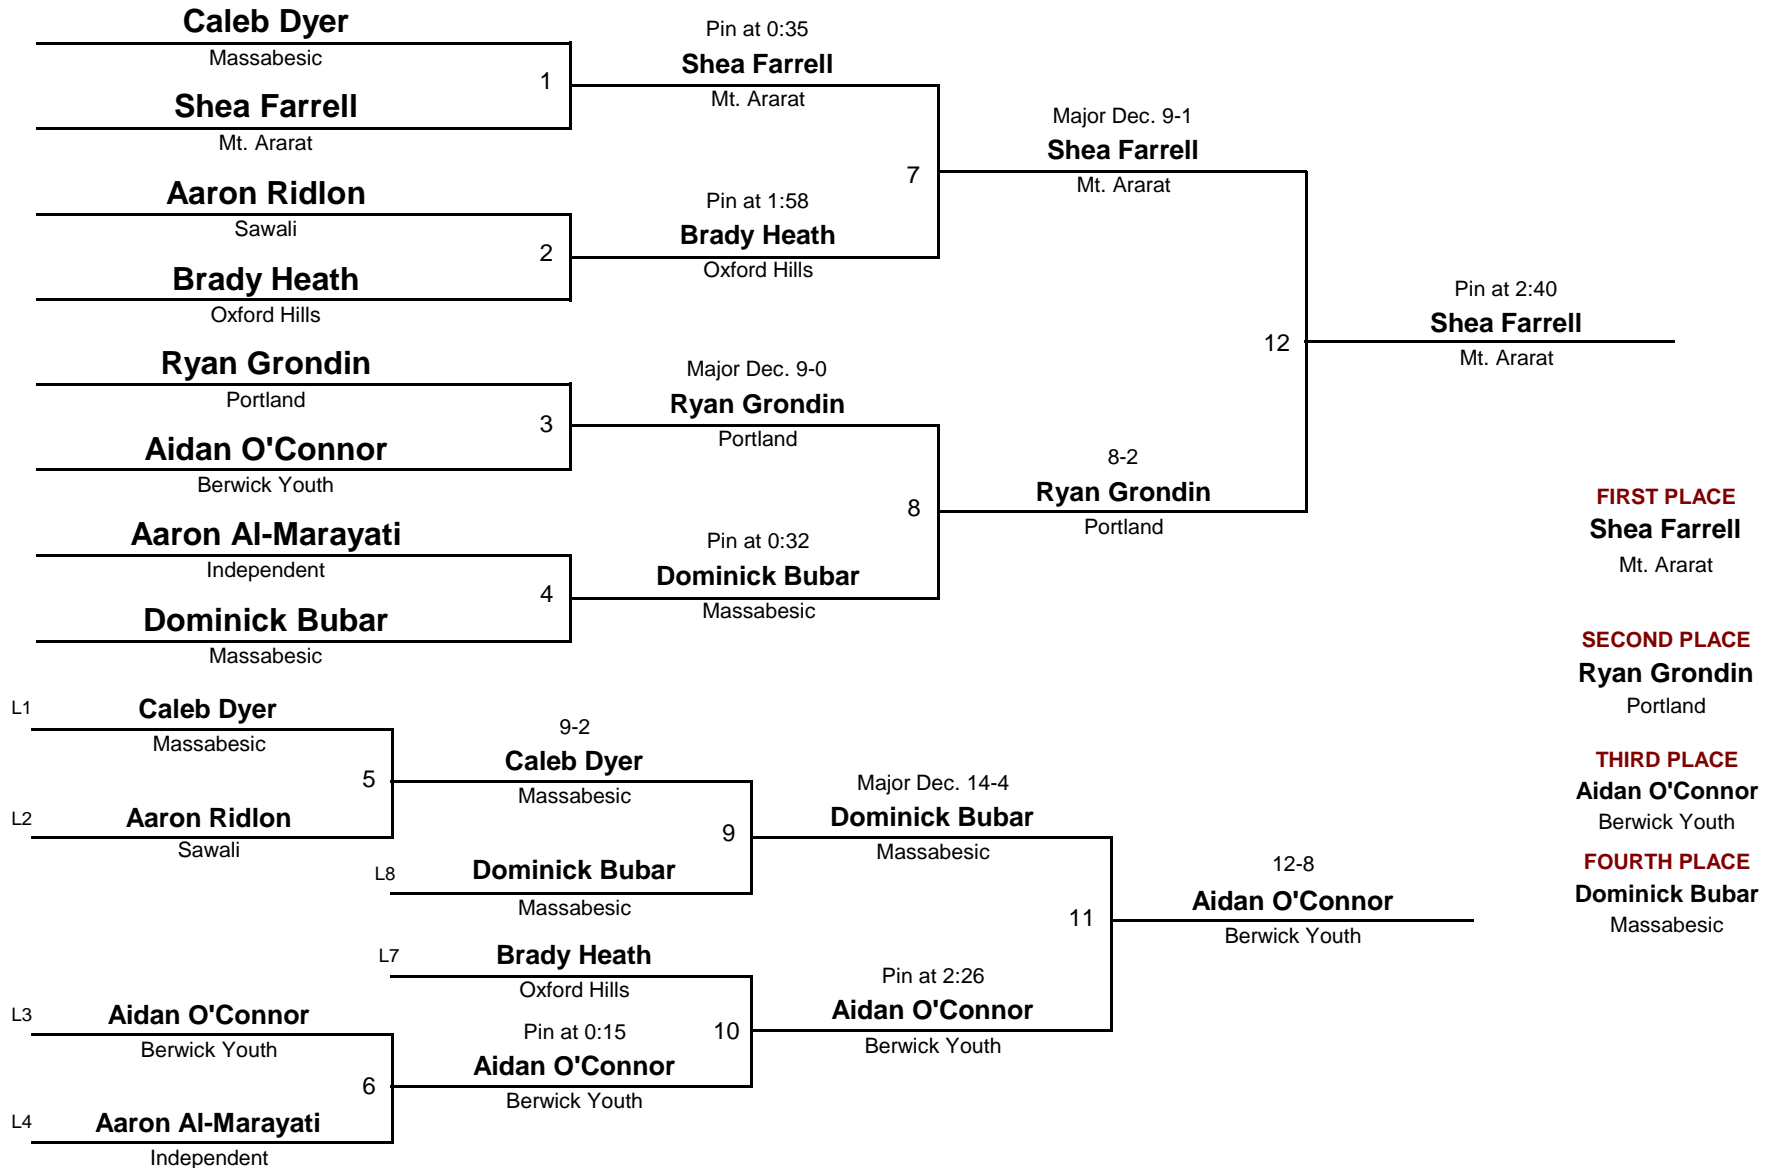 Caleb Dyer
Massabesic
1
Shea Farrell
Mt. Ararat
Pin at 0:35
Shea Farrell
Mt. Ararat
Aaron Ridlon
Sawali
2
Brady Heath
Oxford Hills
Pin at 1:58
Brady Heath
Oxford Hills
7
Major Dec. 9-1
Shea Farrell
Mt. Ararat
Ryan Grondin
Portland
3
Aidan O'Connor
Berwick Youth
Major Dec. 9-0
Ryan Grondin
Portland
Aaron Al-Marayati
Independent
4
Dominick Bubar
Massabesic
Pin at 0:32
Dominick Bubar
Massabesic
8
8-2
Ryan Grondin
Portland
12
Pin at 2:40
Shea Farrell
Mt. Ararat
FIRST PLACE
Shea Farrell
Mt. Ararat
SECOND PLACE
Ryan Grondin
Portland
THIRD PLACE
Aidan O'Connor
Berwick Youth
FOURTH PLACE
Dominick Bubar
Massabesic
L1
Caleb Dyer
Massabesic
5
L2
Aaron Ridlon
Sawali
9-2
Caleb Dyer
Massabesic
9
L8
Dominick Bubar
Massabesic
Major Dec. 14-4
Dominick Bubar
Massabesic
L7
Brady Heath
Oxford Hills
10
L3
Aidan O'Connor
Berwick Youth
6
L4
Aaron Al-Marayati
Independent
Pin at 0:15
Aidan O'Connor
Berwick Youth
Pin at 2:26
Aidan O'Connor
Berwick Youth
11
12-8
Aidan O'Connor
Berwick Youth